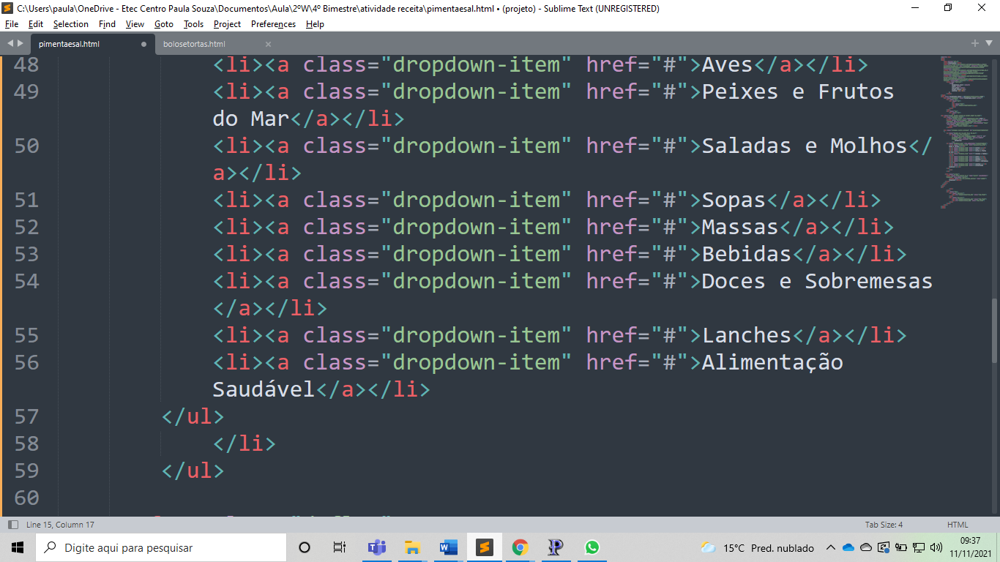 C:\Users\paula\OneDrive - Etec Centro Paula Souza\Documentos\Aula\2ºW\4º Bimestre\atividade receita\pimentaesal.html • (projeto) - Sublime Text (UNREGISTERED)
File Edit Selection Find View Goto Tools Project Preferences Help
pimentaesal.html bolosetortas.html
48 <li><a class="dropdown-item" href="#">Aves</a></li>
49 <li><a class="dropdown-item" href="#">Peixes e Frutos
do Mar</a></li>
50 <li><a class="dropdown-item" href="#">Saladas e Molhos</
a></li>
51 <li><a class="dropdown-item" href="#">Sopas</a></li>
52 <li><a class="dropdown-item" href="#">Massas</a></li>
53 <li><a class="dropdown-item" href="#">Bebidas</a></li>
54 <li><a class="dropdown-item" href="#">Doces e Sobremesas
</a></li>
55 <li><a class="dropdown-item" href="#">Lanches</a></li>
56 <li><a class="dropdown-item" href="#">Alimentação
Saudável</a></li>
57 </ul>
58 </li>
59 </ul>
60
Line 15, Column 17 Tab Size: 4 HTML
Digite aqui para pesquisar 15°C Pred. nublado 09:37
11/11/2021